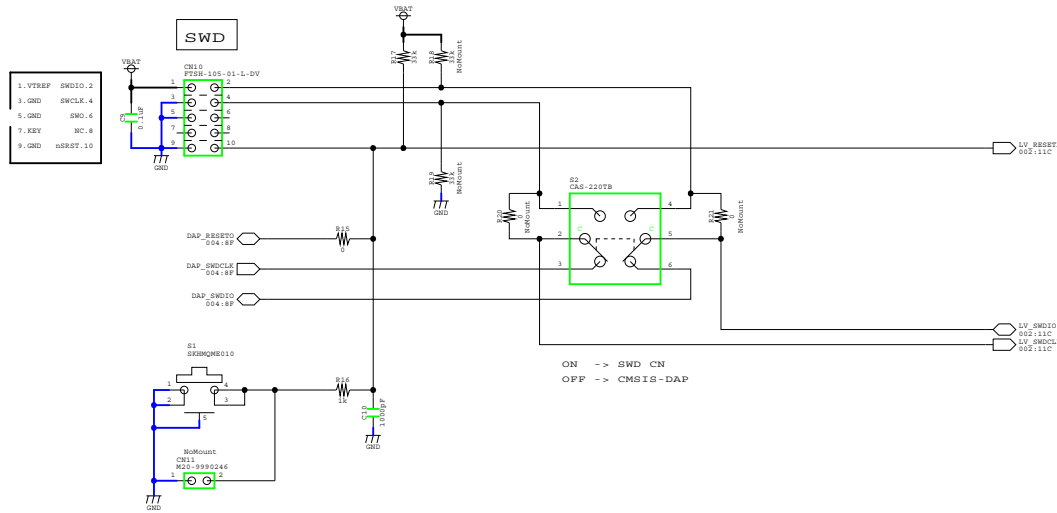 VBAT
SWD
R17
33k
R18
33k
NoMount
VBAT
CN10
FTSH-105-01-L-DV
1.VTREF SWDIO.2
3.GND SWCLK.4
5.GND SWO.6
7.KEY NC.8
9.GND nSRST.10
C9
0.1uF
1 2
3 4
5 6
7 8
9 10
GND
LV_RESET
002:11C
R19
33k
NoMount
GND
S2
CAS-220TB
R20
0
NoMount
1 4
C C
2 5
3 6
R21
0
NoMount
DAP_RESETO
004:8F
R15
0
DAP_SWDCLK
004:8F
DAP_SWDIO
004:8F
LV_SWDIO
002:11C
LV_SWDCL
002:11C
S1
SKHMQME010
ON -> SWD CN
OFF -> CMSIS-DAP
1 4
2 3
5
R16
1k
C10
1000pF
GND
NoMount
CN11
M20-9990246
1 2
GND